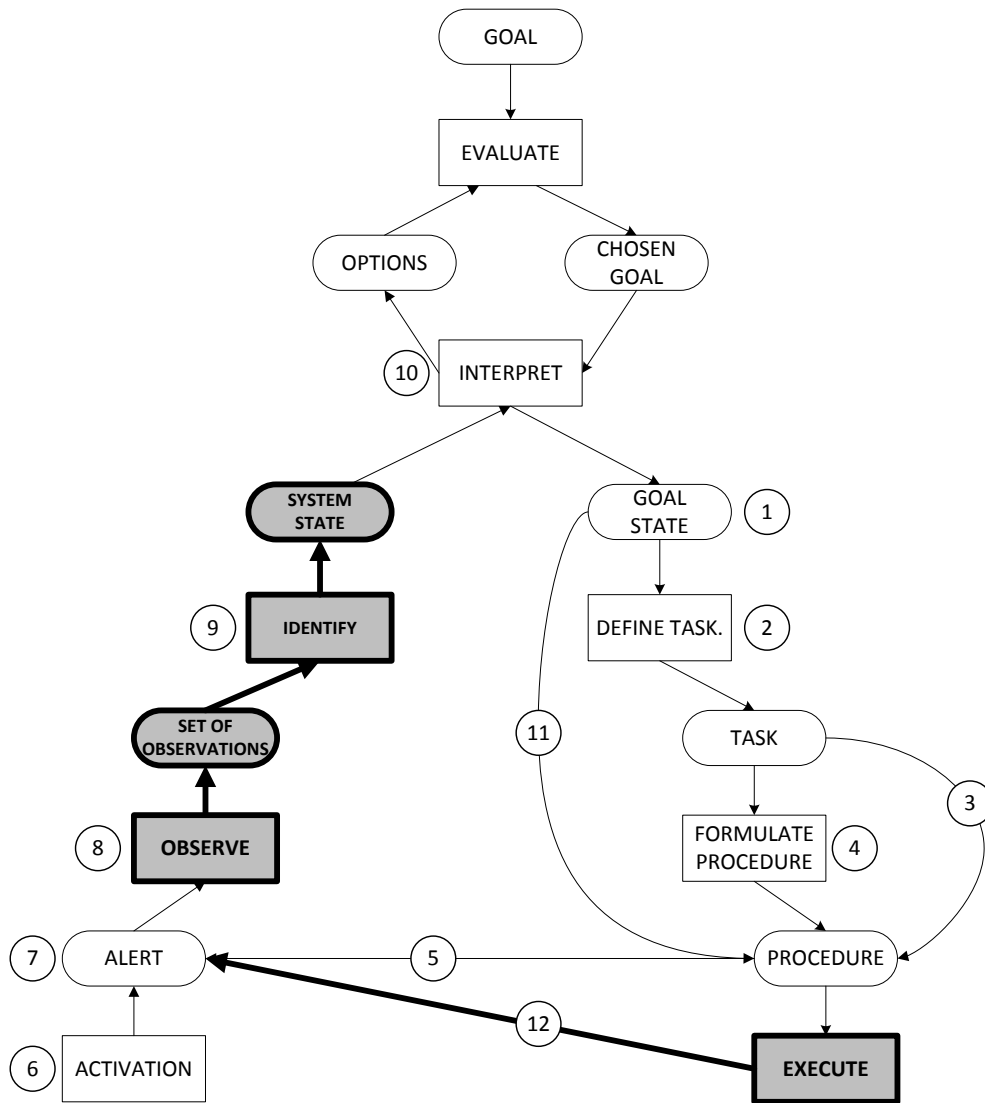 GOAL
EVALUATE
OPTIONS
CHOSEN
GOAL
10
INTERPRET
SYSTEM
STATE
GOAL
STATE
1
9
IDENTIFY
DEFINE TASK.
2
SET OF
OBSERVATIONS
11
TASK
3
8
OBSERVE
FORMULATE
PROCEDURE
4
7
ALERT
5
PROCEDURE
12
6
ACTIVATION
EXECUTE